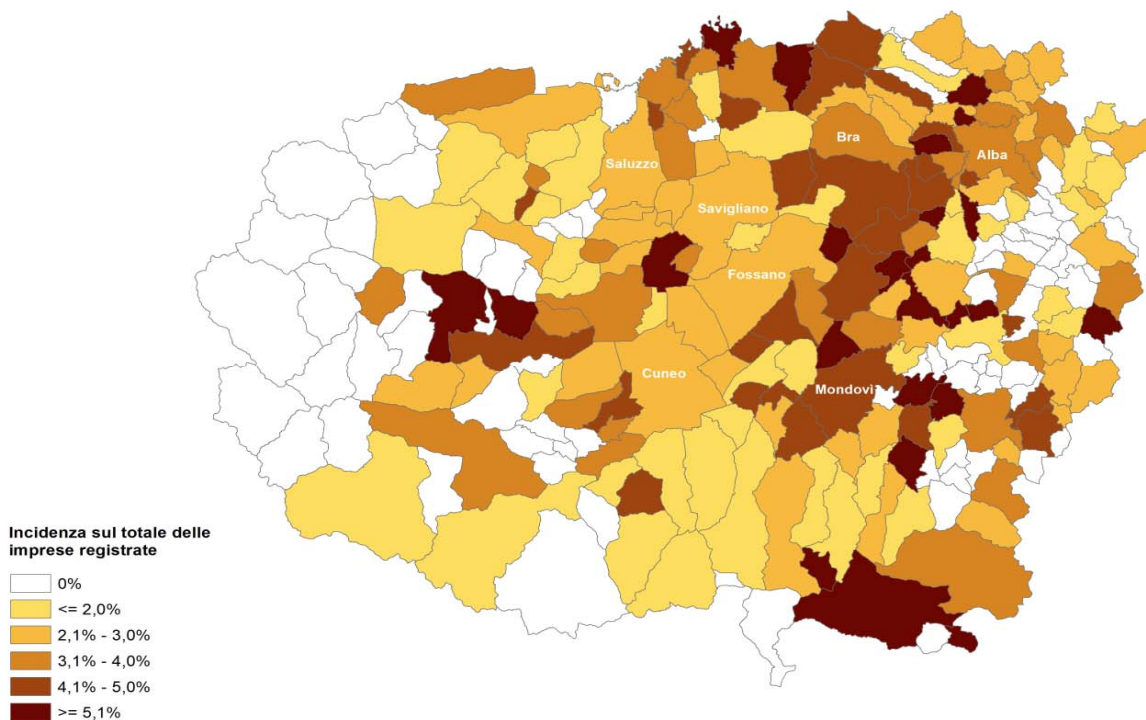 Bra
Alba
Saluzzo
Savigliano
Fossano
Cuneo
Mondovì
Incidenza sul totale delle
imprese registrate
0%
<= 2,0%
2,1% - 3,0%
3,1% - 4,0%
4,1% - 5,0%
>= 5,1%